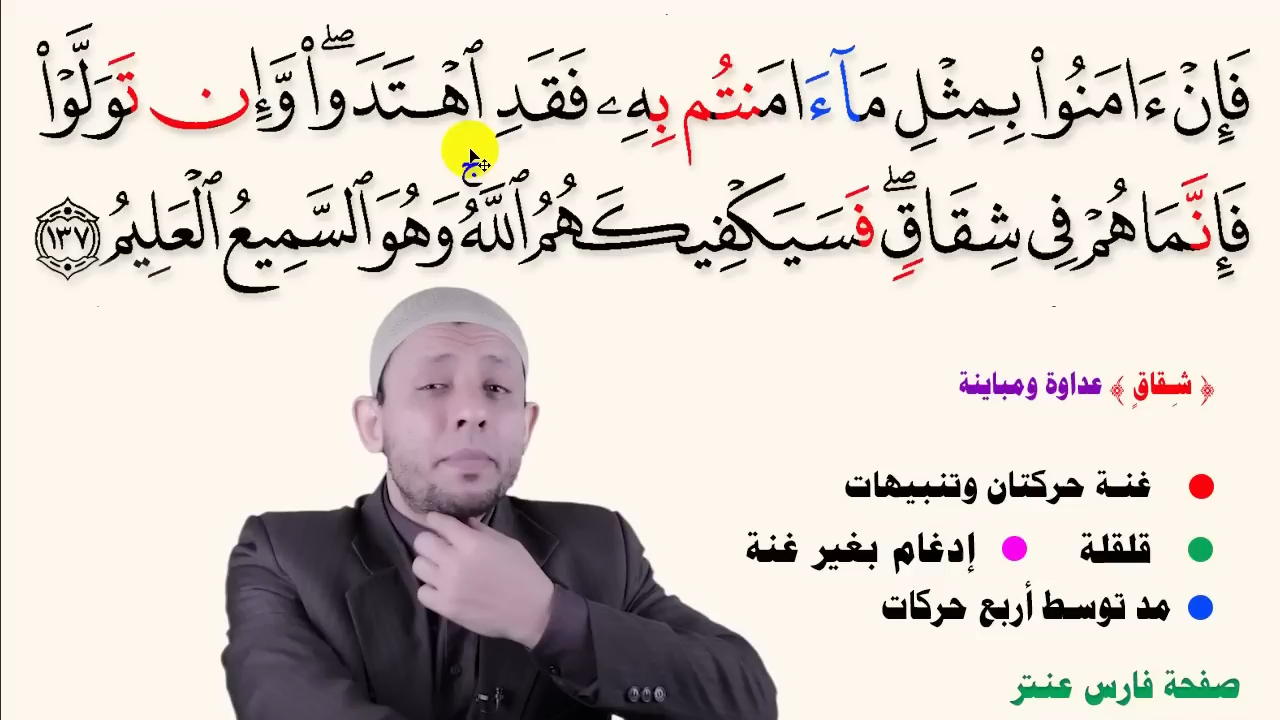 فَإِنْ ءَامَنُوا۟ بِمِثْلِ مَآ ءَامَنتُم بِهِۦ فَقَدِ ٱهْتَدَوا۟ ۖ وَّإِن تَوَلَّوْا۟
فَإِنَّمَا هُمْ فِى شِقَاقٍ ۖ فَسَيَكْفِيكَهُمُ ٱللَّهُ ۚ وَهُوَ ٱلسَّمِيعُ ٱلْعَلِيمُ ١٣٧
﴿ شِقاقٍ ﴾ عداوة ومباينة
غنة حركتان وتنبيهات
قلقلة إدغام بغير غنة
مد توسط أربع حركات
صفحة فارس عنتر